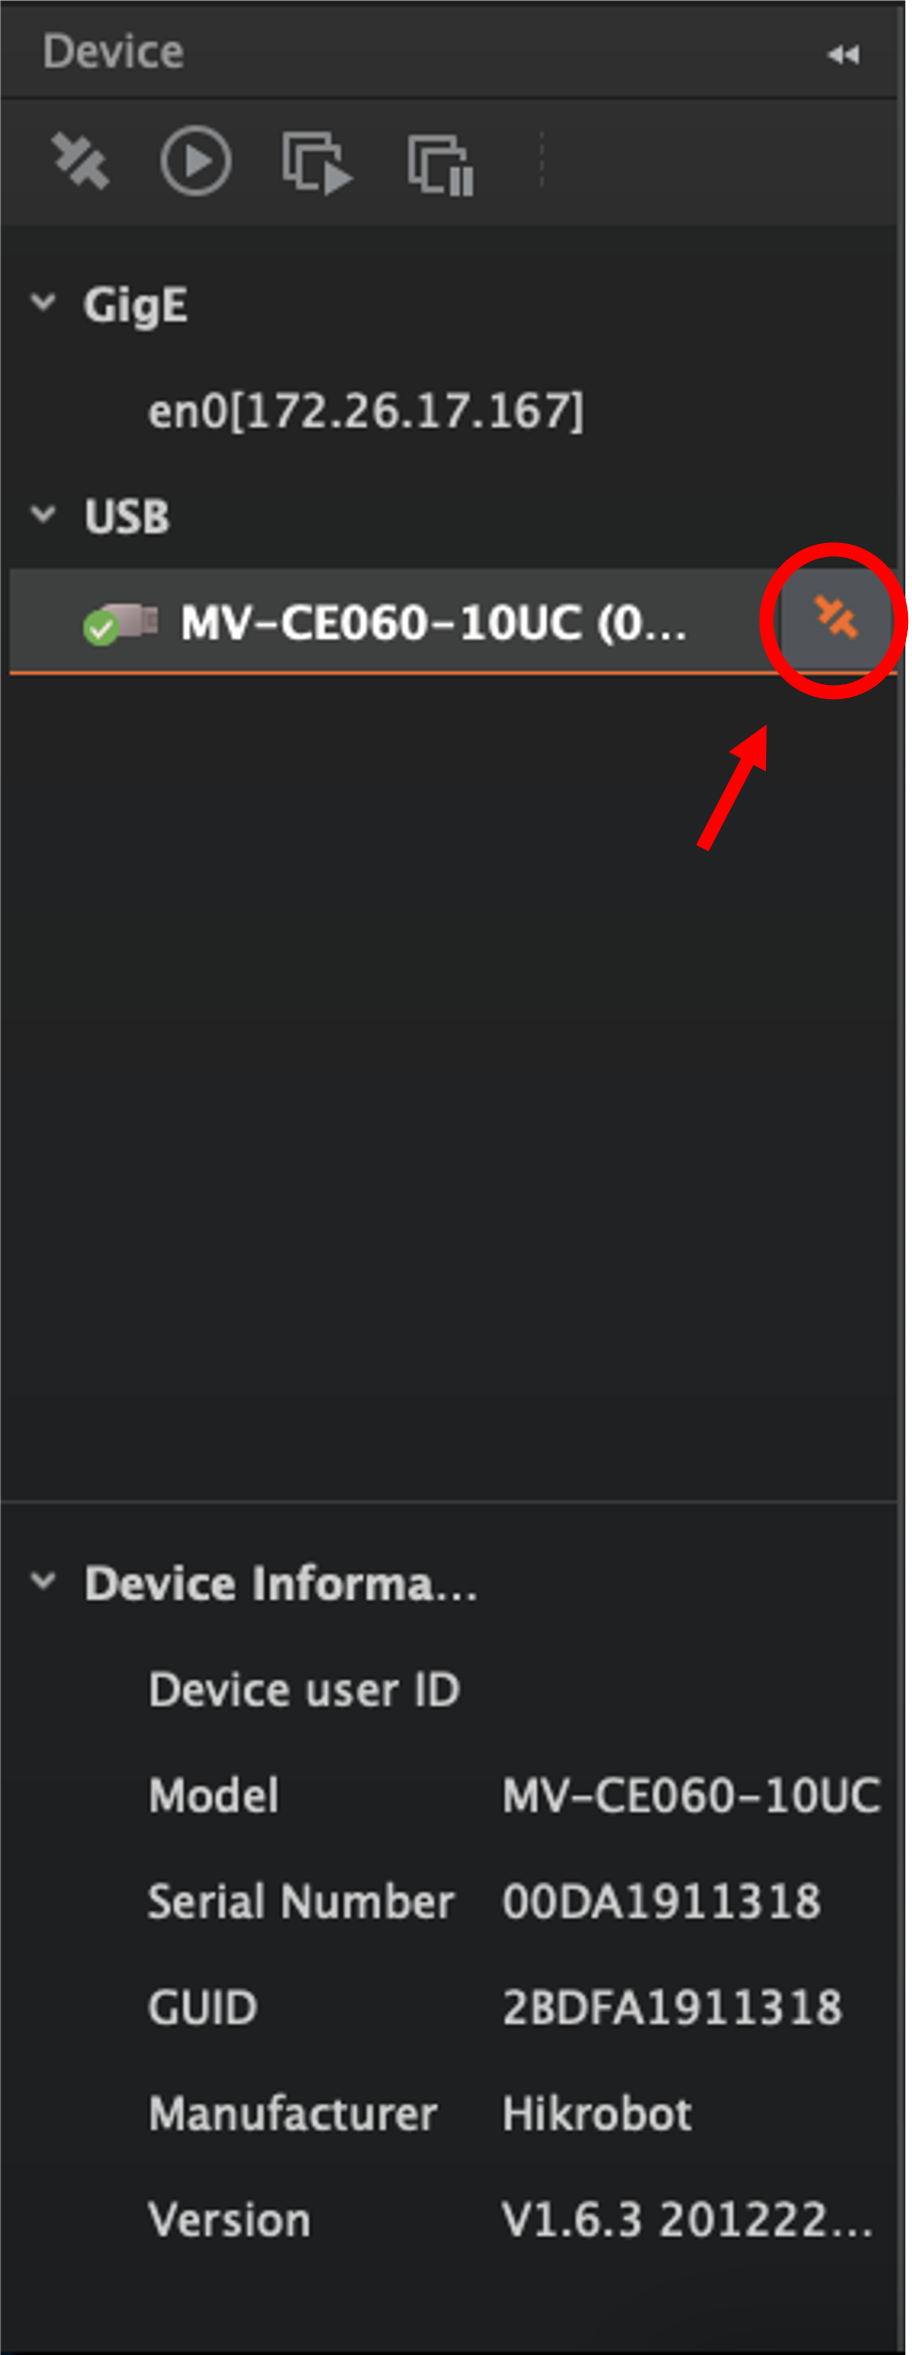 Device
GigE
en0[172.26.17.167]
USB
MV-CE060-10UC (0...
Device Informa...
Device user ID
Model MV-CE060-10UC
Serial Number 00DA1911318
GUID 2BDFA1911318
Manufacturer Hikrobot
Version V1.6.3 201222...